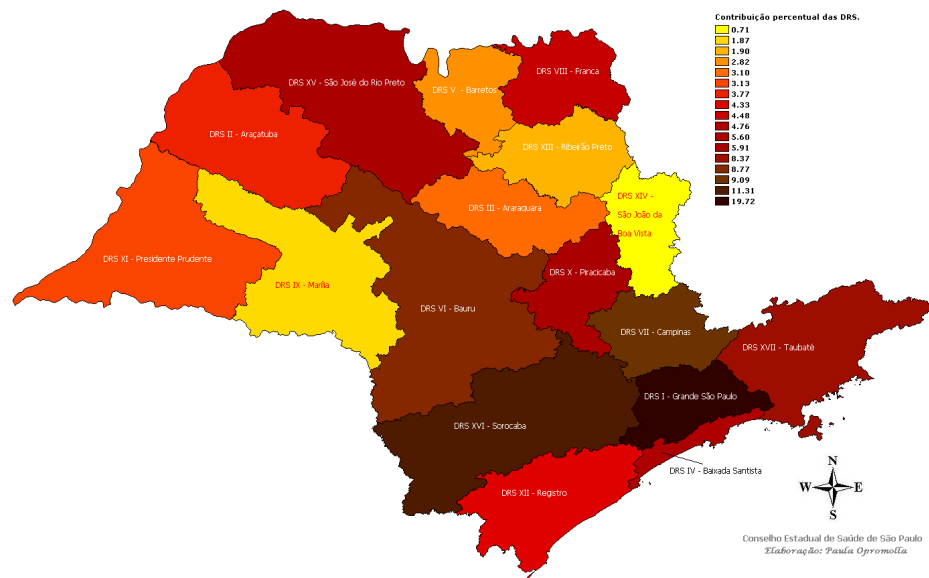 Contribuição percentual das DRS.
0.71
1.87
1.90
2.82
3.10
3.13
3.77
4.33
4.48
4.76
5.60
5.91
8.37
8.77
9.09
11.31
19.72
DRS VIII - Franca
DRS XV - São José do Rio Preto
DRS V - Barretos
DRS II - Araçatuba
DRS XIII - Ribeirão Preto
DRS XIV -
São João da
Boa Vista
DRS III - Araraquara
DRS XI - Presidente Prudente
DRS X - Piracicaba
DRS IX - Marília
DRS VI - Bauru
DRS VII - Campinas
DRS XVII - Taubaté
DRS I - Grande São Paulo
DRS XVI - Sorocaba
DRS IV - Baixada Santista
DRS XII - Registro
N
W E
S
Conselho Estadual de Saúde de São Paulo
Elaboração: Paula Opromolla